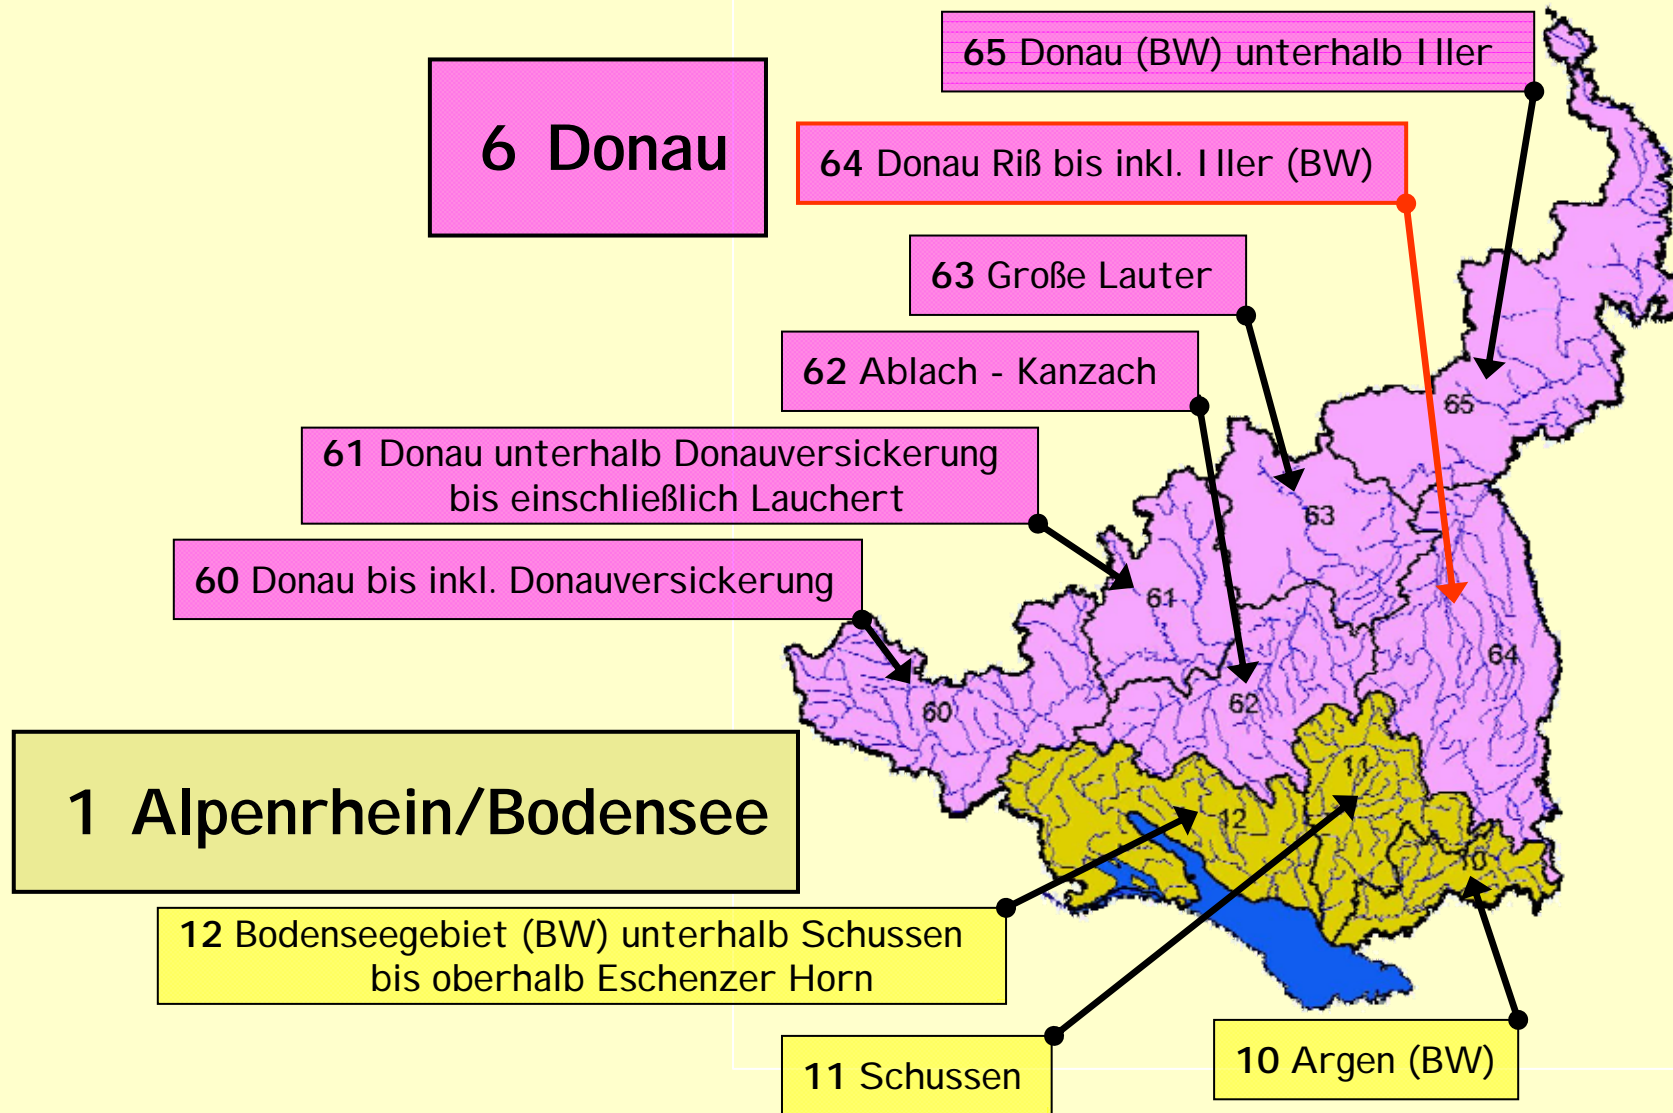 65 Donau (BW) unterhalb Iller
6 Donau
64 Donau Riß bis inkl. Iller (BW)
63 Große Lauter
62 Ablach - Kanzach
61 Donau unterhalb Donauversickerung
bis einschließlich Lauchert
60 Donau bis inkl. Donauversickerung
65
63
61
64
62
60
1 Alpenrhein/Bodensee
11
12
10
12 Bodenseegebiet (BW) unterhalb Schussen
bis oberhalb Eschenzer Horn
11 Schussen
10 Argen (BW)